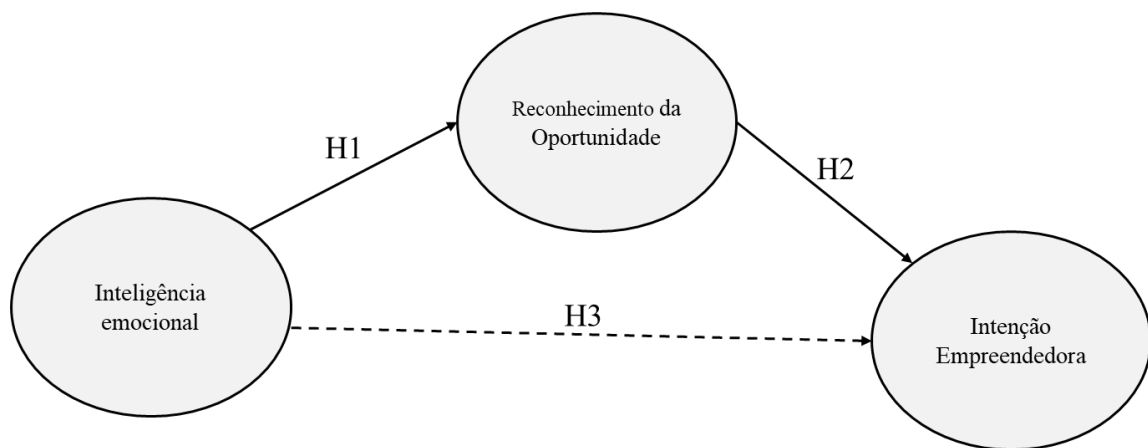 Reconhecimento da
Oportunidade
H1
H2
Inteligência
emocional
H3
Intenção
Empreendedora